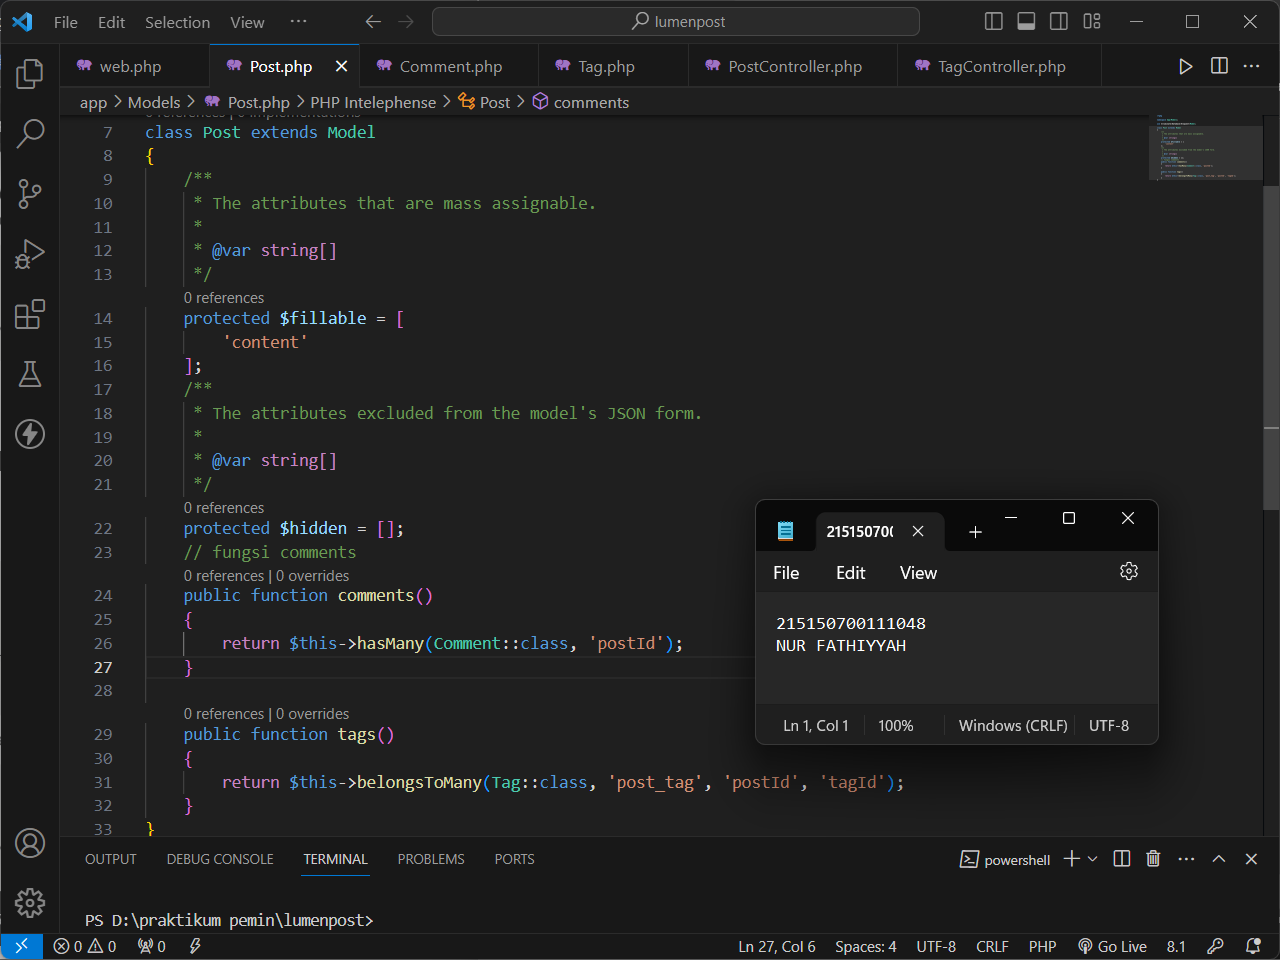 File Edit Selection View ··· lumenpost
web.php Post.php Comment.php Tag.php PostController.php TagController.php
app > Models > Post.php > PHP Intelephense > Post > comments
0 references | 0 implementations
7 class Post extends Model
8 {
9 /**
10 * The attributes that are mass assignable.
11 *
12 * @var string[]
13 */
0 references
14 protected $fillable = [
15 'content'
16 ];
17 /**
18 * The attributes excluded from the model's JSON form.
19 *
20 * @var string[]
21 */
0 references
22 protected $hidden = [];
23 // fungsi comments
0 references | 0 overrides
24 public function comments()
25 {
26 return $this->hasMany(Comment::class, 'postId');
27 }
28
0 references | 0 overrides
29 public function tags()
30 {
31 return $this->belongsToMany(Tag::class, 'post_tag', 'postId', 'tagId');
32 }
33 }
21515070(
File Edit View
215150700111048
NUR FATHIYYAH
Ln 1, Col 1 100% Windows (CRLF) UTF-8
OUTPUT DEBUG CONSOLE TERMINAL PROBLEMS PORTS powershell
PS D:\praktikum pemin\lumenpost>
0 0 0 Ln 27, Col 6 Spaces: 4 UTF-8 CRLF PHP Go Live 8.1